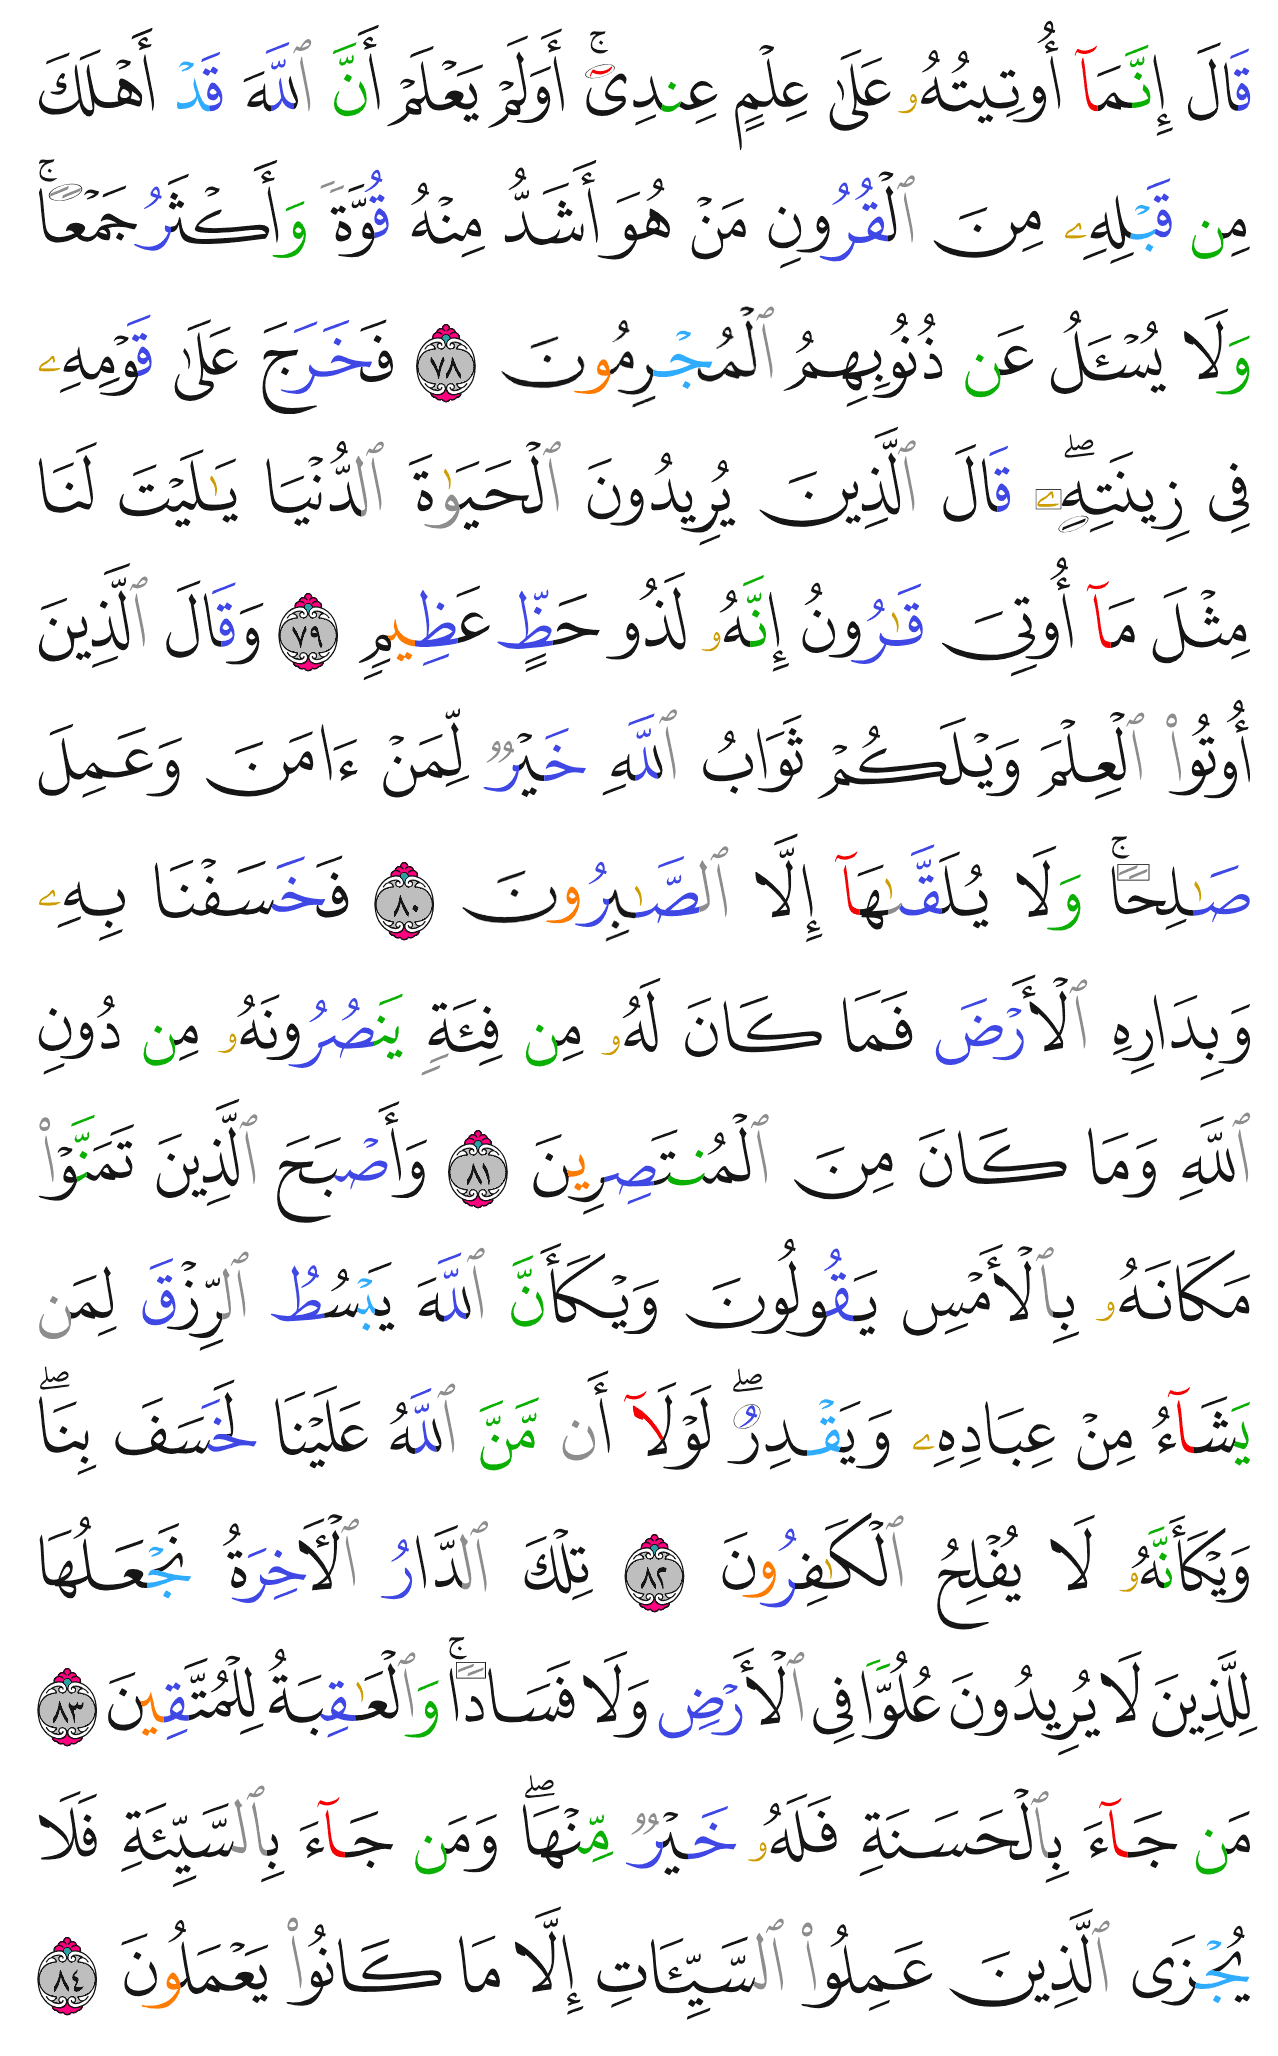 قَالَ إِنَّمَآ أُوتِيتُهُۥ عَلَىٰ عِلْمٍ عِندِىٓ ۚ أَوَلَمْ يَعْلَمْ أَنَّ ٱللَّهَ قَدْ أَهْلَكَ
مِن قَبْلِهِۦ مِنَ ٱلْقُرُونِ مَنْ هُوَ أَشَدُّ مِنْهُ قُوَّةً وَأَكْثَرُ جَمْعًا ۚ
وَلَا يُسْـَٔلُ عَن ذُنُوبِهِمُ ٱلْمُجْرِمُونَ ٧٨ فَخَرَجَ عَلَىٰ قَوْمِهِۦ
فِى زِينَتِهِۦ ۖ قَالَ ٱلَّذِينَ يُرِيدُونَ ٱلْحَيَوٰةَ ٱلدُّنْيَا يَـٰلَيْتَ لَنَا
مِثْلَ مَآ أُوتِىَ قَـٰرُونُ إِنَّهُۥ لَذُو حَظٍّ عَظِيمٍ ٧٩ وَقَالَ ٱلَّذِينَ
أُوتُوا۟ ٱلْعِلْمَ وَيْلَكُمْ ثَوَابُ ٱللَّهِ خَيْرٌ لِّمَنْ ءَامَنَ وَعَمِلَ
صَـٰلِحًا ۚ وَلَا يُلَقَّىٰهَآ إِلَّا ٱلصَّـٰبِرُونَ ٨٠ فَخَسَفْنَا بِهِۦ
وَبِدَارِهِ ٱلْأَرْضَ فَمَا كَانَ لَهُۥ مِن فِئَةٍ يَنصُرُونَهُۥ مِن دُونِ
ٱللَّهِ وَمَا كَانَ مِنَ ٱلْمُنتَصِرِينَ ٨١ وَأَصْبَحَ ٱلَّذِينَ تَمَنَّوْا۟
مَكَانَهُۥ بِٱلْأَمْسِ يَقُولُونَ وَيْكَأَنَّ ٱللَّهَ يَبْسُطُ ٱلرِّزْقَ لِمَن
يَشَآءُ مِنْ عِبَادِهِۦ وَيَقْدِرُ ۖ لَوْلَآ أَن مَّنَّ ٱللَّهُ عَلَيْنَا لَخَسَفَ بِنَا ۖ
وَيْكَأَنَّهُۥ لَا يُفْلِحُ ٱلْكَـٰفِرُونَ ٨٢ تِلْكَ ٱلدَّارُ ٱلْـَٔاخِرَةُ نَجْعَلُهَا
لِلَّذِينَ لَا يُرِيدُونَ عُلُوًّا فِى ٱلْأَرْضِ وَلَا فَسَادًا ۚ وَٱلْعَـٰقِبَةُ لِلْمُتَّقِينَ ٨٣
مَن جَآءَ بِٱلْحَسَنَةِ فَلَهُۥ خَيْرٌ مِّنْهَا ۖ وَمَن جَآءَ بِٱلسَّيِّئَةِ فَلَا
يُجْزَى ٱلَّذِينَ عَمِلُوا۟ ٱلسَّيِّـَٔاتِ إِلَّا مَا كَانُوا۟ يَعْمَلُونَ ٨٤